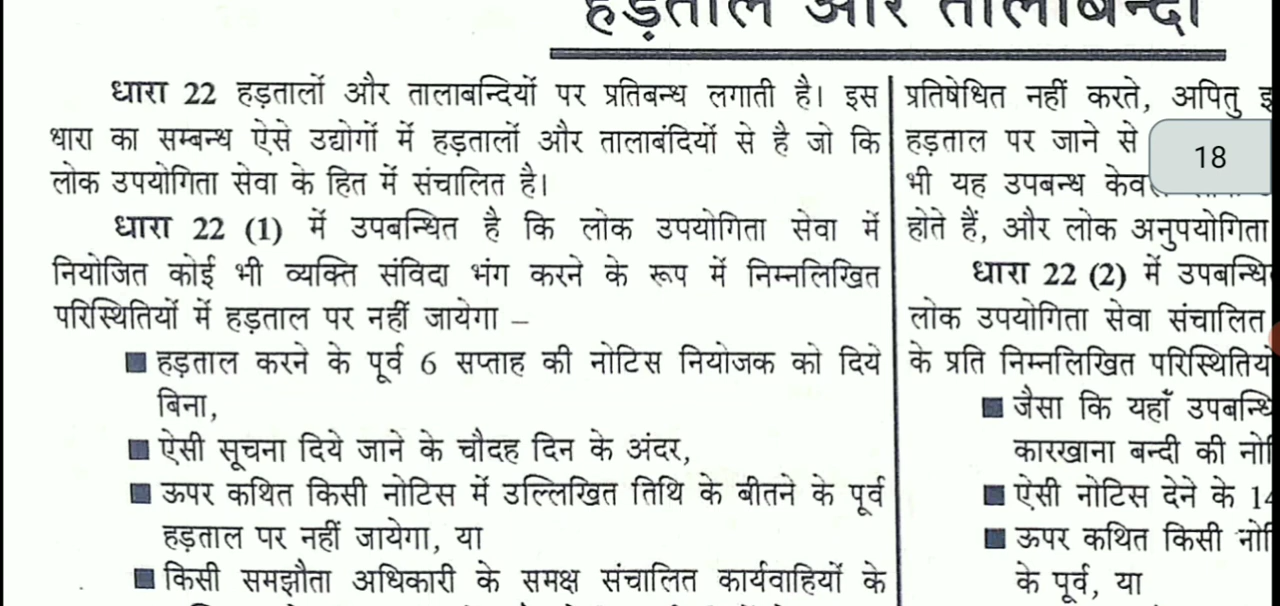 हड़ताल और तालाबन्दी
धारा 22 हड़तालों और तालाबन्दियों पर प्रतिबन्ध लगाती है। इस
धारा का सम्बन्ध ऐसे उद्योगों में हड़तालों और तालाबंदियों से है जो कि
लोक उपयोगिता सेवा के हित में संचालित है।
धारा 22 (1) में उपबन्धित है कि लोक उपयोगिता सेवा में
नियोजित कोई भी व्यक्ति संविदा भंग करने के रूप में निम्नलिखित
परिस्थितियों में हड़ताल पर नहीं जायेगा –
■ हड़ताल करने के पूर्व 6 सप्ताह की नोटिस नियोजक को दिये
बिना,
■ ऐसी सूचना दिये जाने के चौदह दिन के अंदर,
■ ऊपर कथित किसी नोटिस में उल्लिखित तिथि के बीतने के पूर्व
हड़ताल पर नहीं जायेगा, या
■ किसी समझौता अधिकारी के समक्ष संचालित कार्यवाहियों के
प्रतिषेधित नहीं करते, अपितु
हड़ताल पर जाने से
18
भी यह उपबन्ध
होते हैं, और लोक अनुपयोगिता
धारा 22 (2) में
लोक उपयोगिता सेवा संचालित
के प्रति निम्नलिखित
■ जैसा कि यहाँ
कारखाना बन्दी की
■ ऐसी नोटिस देने के
■ ऊपर कथित किसी
के पूर्व, या